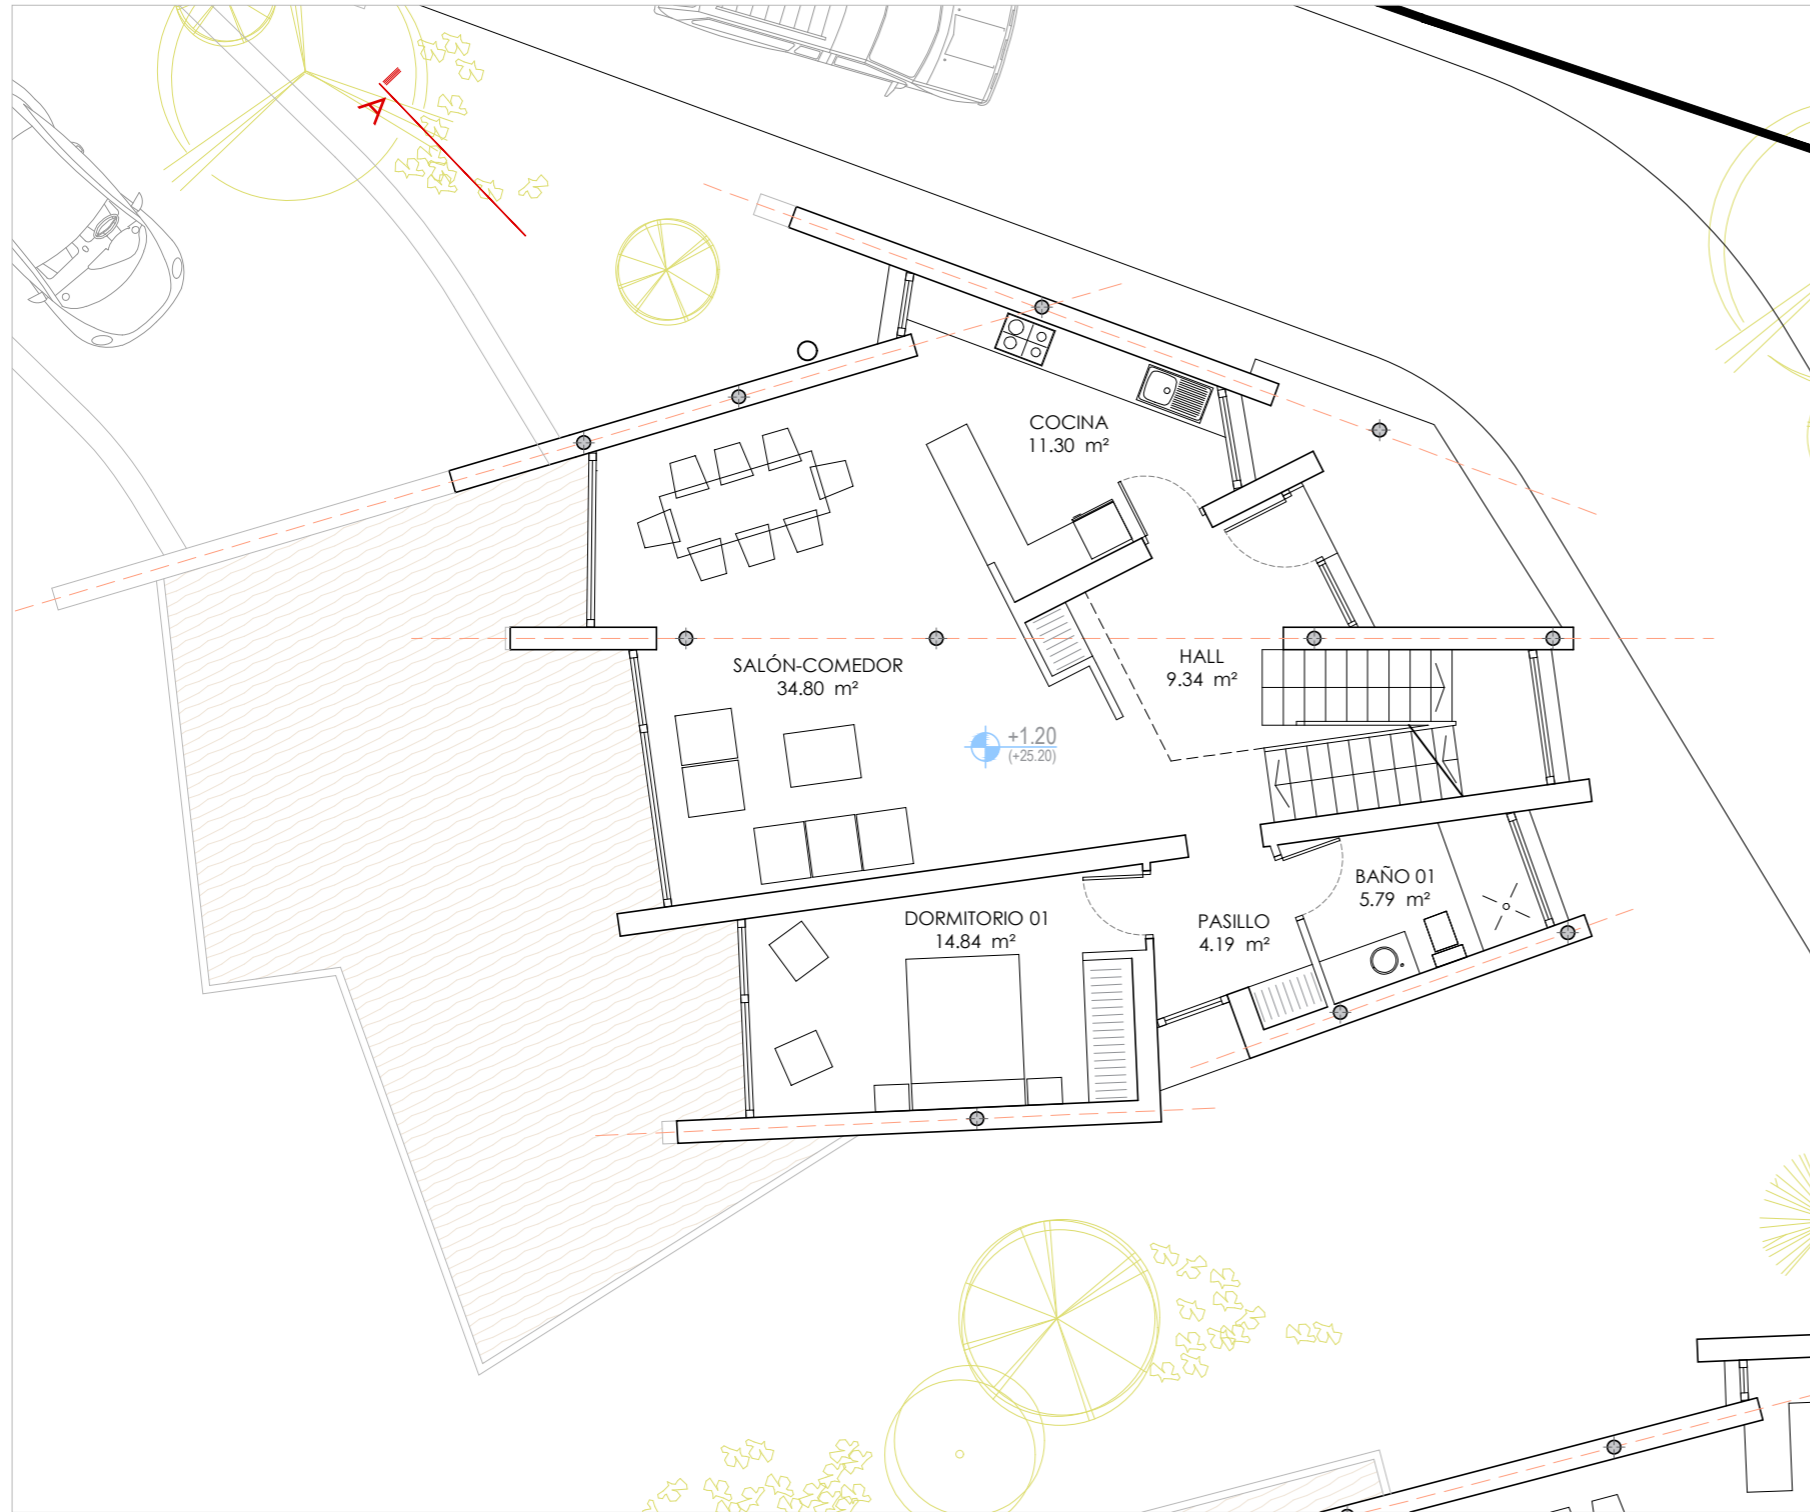 A
COCINA
11.30 m²
SALÓN-COMEDOR
34.80 m²
HALL
9.34 m²
+1.20
(+25.20)
BAÑO 01
5.79 m²
DORMITORIO 01
14.84 m²
PASILLO
4.19 m²